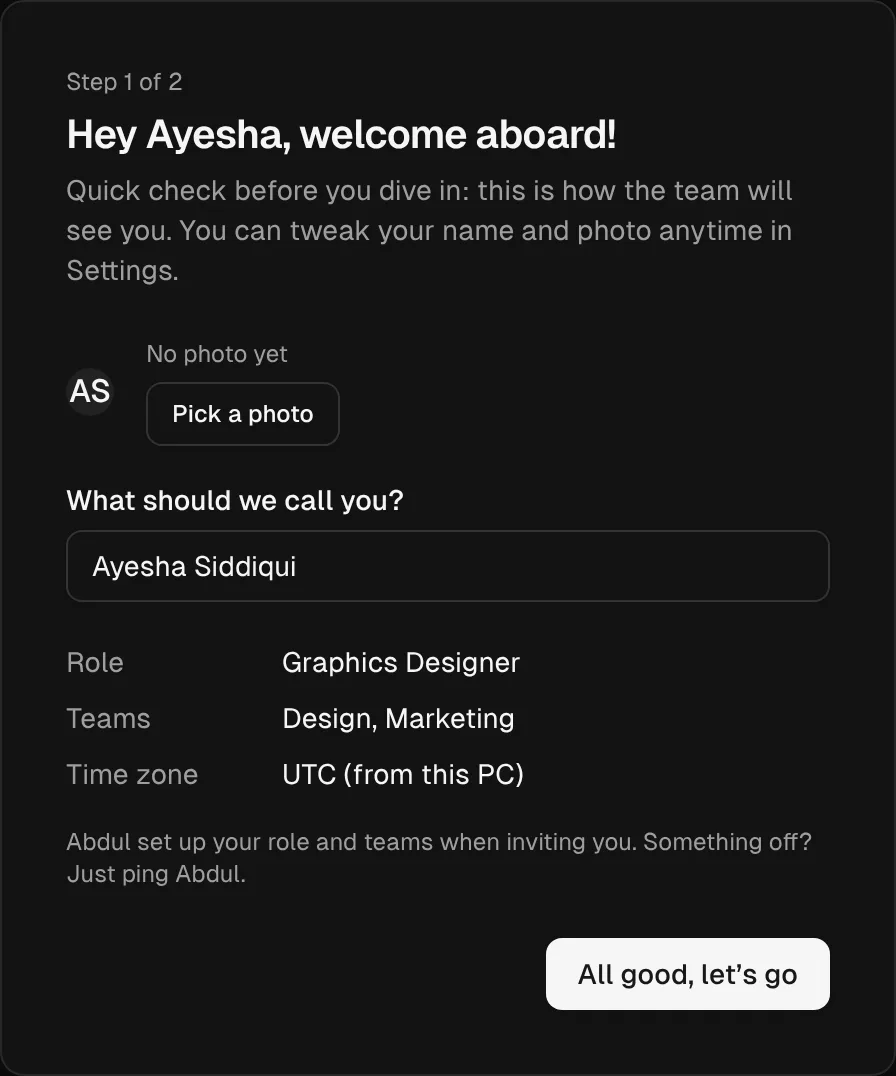 Step 1 of 2
Hey Ayesha, welcome aboard!
Quick check before you dive in: this is how the team will
see you. You can tweak your name and photo anytime in
Settings.
No photo yet
AS
Pick a photo
What should we call you?
Ayesha Siddiqui
Role Graphics Designer
Teams Design, Marketing
Time zone UTC (from this PC)
Abdul set up your role and teams when inviting you. Something off?
Just ping Abdul.
All good, let’s go